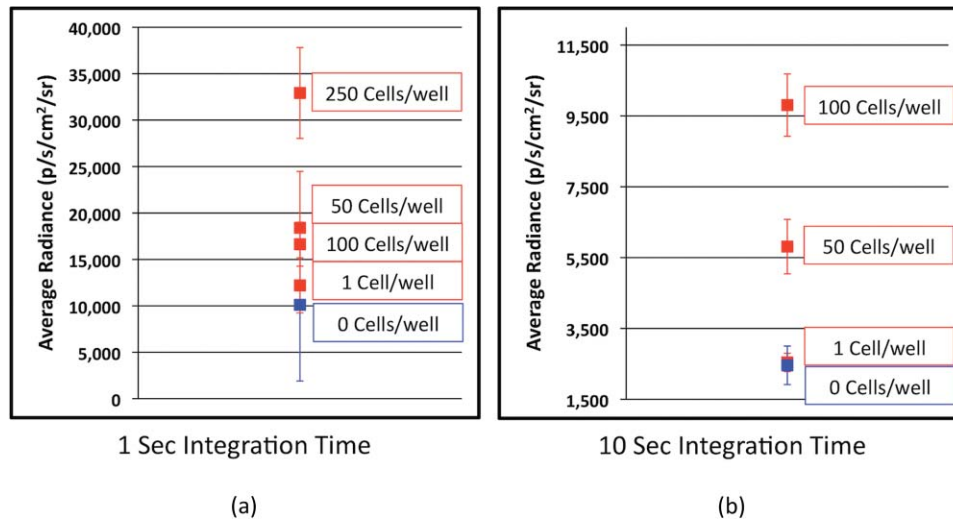 Average Radiance (p/s/cm²/sr)
40,000
35,000
30,000
25,000
20,000
15,000
10,000
5,000
0
250 Cells/well
50 Cells/well
100 Cells/well
1 Cell/well
0 Cells/well
1 Sec Integration Time
(a)
Average Radiance (p/s/cm²/sr)
11,500
9,500
7,500
5,500
3,500
1,500
100 Cells/well
50 Cells/well
1 Cell/well
0 Cells/well
10 Sec Integration Time
(b)